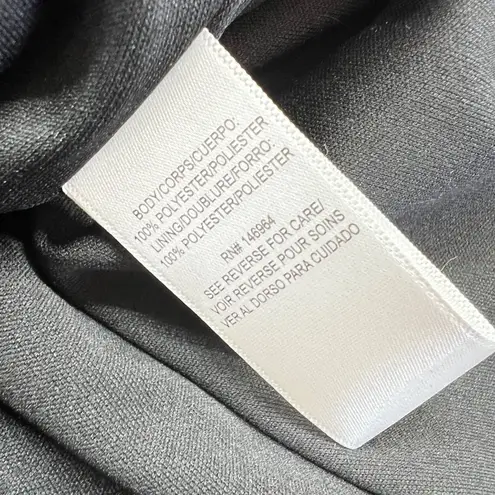 BODY/CORPS/CUERPO:
100% POLYESTER/POLIESTER
LINING/DOUBLURE/FORRO:
100% POLYESTER/POLIESTER
RN# 146964
SEE REVERSE FOR CARE/
VOIR REVERSE POUR SOINS
VER AL DORSO PARA CUIDADO